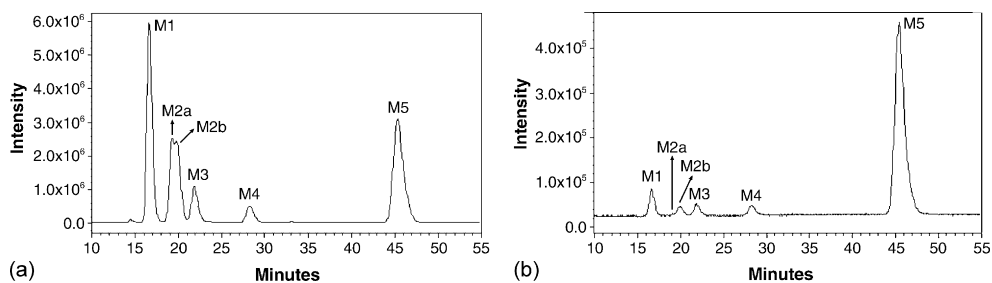 6.0x10⁶
5.0x10⁶
4.0x10⁶
3.0x10⁶
2.0x10⁶
1.0x10⁶
0.0
Intensity
M1
M2a
M2b
M3
M4
M5
10 15 20 25 30 35 40 45 50 55
Minutes
(a)
4.0x10⁵
3.0x10⁵
2.0x10⁵
1.0x10⁵
0.0
Intensity
M1
M2a
M2b
M3
M4
M5
10 15 20 25 30 35 40 45 50 55
Minutes
(b)